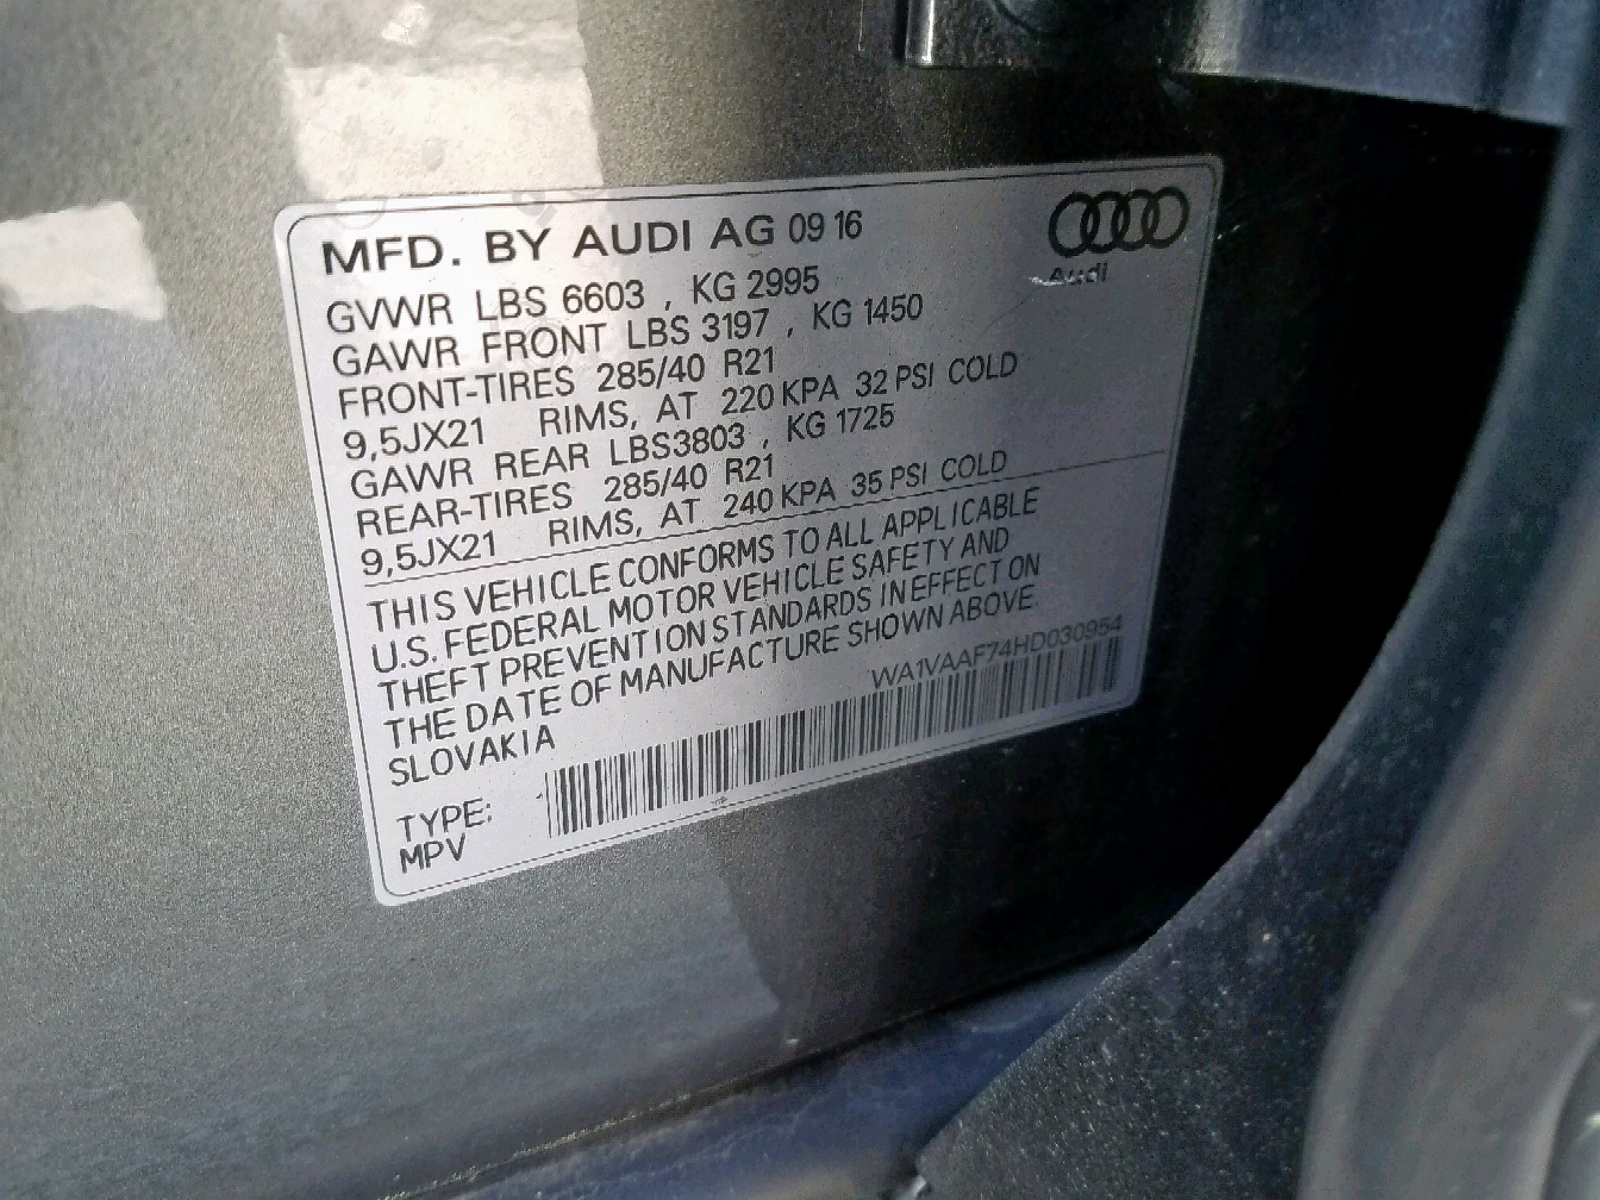 MFD. BY AUDI AG 09 16
Audi
GVWR LBS 6603 , KG 2995
GAWR FRONT LBS 3197 , KG 1450
FRONT-TIRES 285/40 R21
9,5JX21 RIMS, AT 220 KPA 32 PSI COLD
GAWR REAR LBS3803 , KG 1725
REAR-TIRES 285/40 R21
9,5JX21 RIMS, AT 240 KPA 35 PSI COLD
THIS VEHICLE CONFORMS TO ALL APPLICABLE
U.S. FEDERAL MOTOR VEHICLE SAFETY AND
THEFT PREVENTION STANDARDS IN EFFECT ON
THE DATE OF MANUFACTURE SHOWN ABOVE.
SLOVAKIA
WA1VAAF74HD030954
TYPE:
MPV